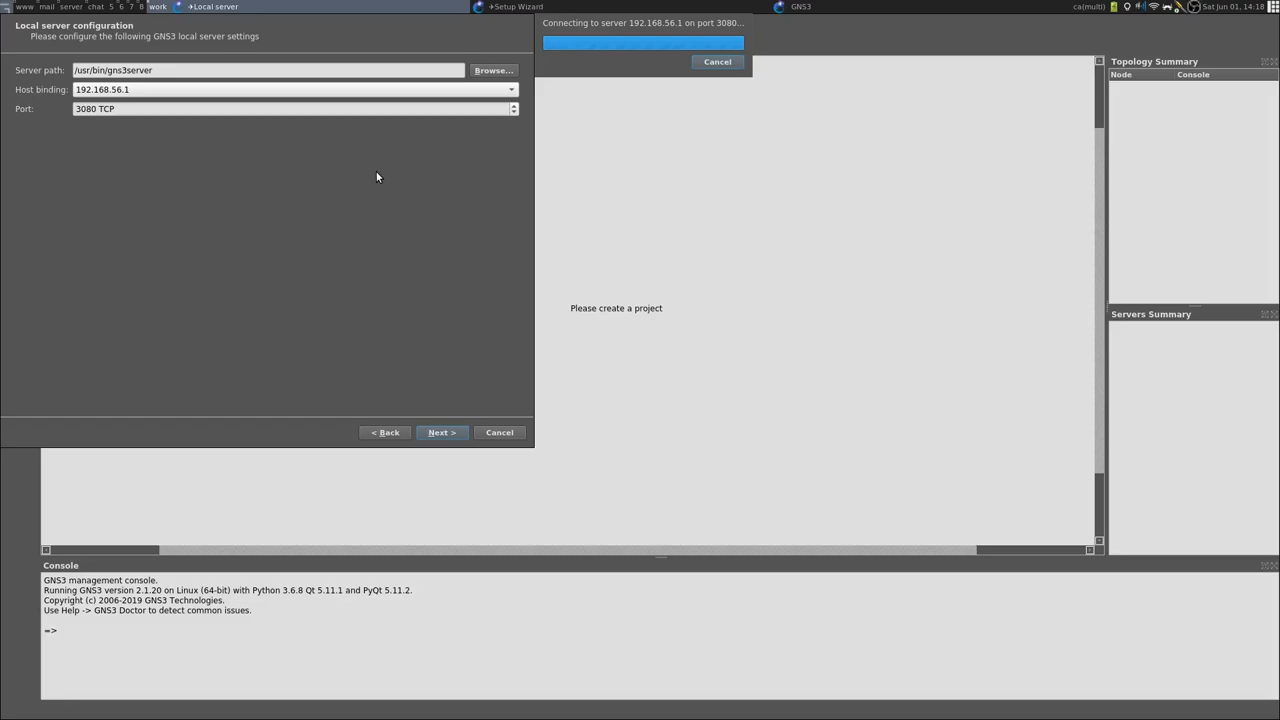 www mail server chat 5 6 7 8 work Local server Setup Wizard GNS3 ca(multi) Sat Jun 01, 14:18
Local server configuration
Please configure the following GNS3 local server settings
Connecting to server 192.168.56.1 on port 3080...
Cancel
Server path: /usr/bin/gns3server Browse...
Host binding: 192.168.56.1
Port: 3080 TCP
Please create a project
< Back Next > Cancel
Topology Summary
Node Console
Servers Summary
Console
GNS3 management console.
Running GNS3 version 2.1.20 on Linux (64-bit) with Python 3.6.8 Qt 5.11.1 and PyQt 5.11.2.
Copyright (c) 2006-2019 GNS3 Technologies.
Use Help -> GNS3 Doctor to detect common issues.
=>